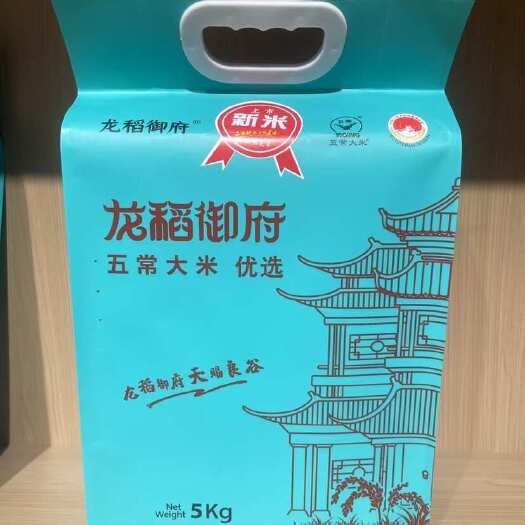 龙稻御府
上市
新米
五常大米
龙稻御府
五常大米 优选
龙稻御府 天赐良谷
Net Weight 5Kg